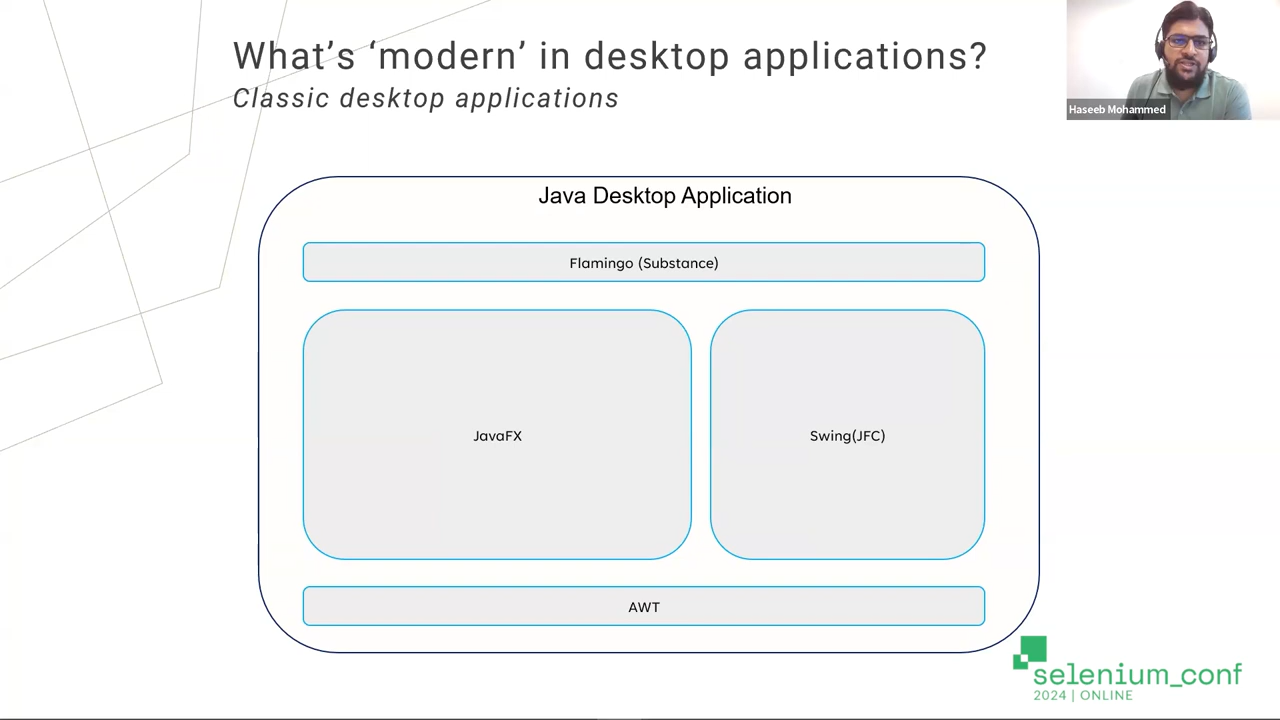 What's ‘modern’ in desktop applications?
Classic desktop applications
Haseeb Mohammed
Java Desktop Application
Flamingo (Substance)
JavaFX
Swing(JFC)
AWT
selenium_conf
2024 | ONLINE